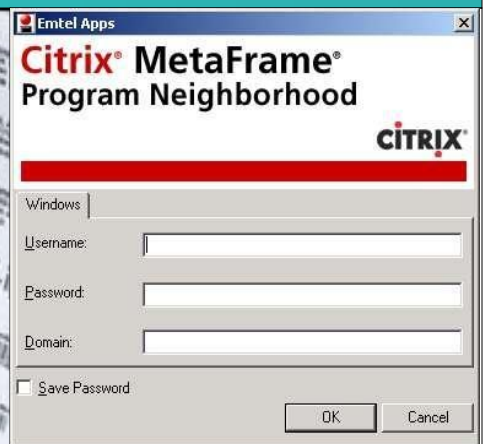 Emtel Apps
Citrix® MetaFrame®
Program Neighborhood
CITRIX®
Windows
Username:
Password:
Domain:
Save Password
OK Cancel